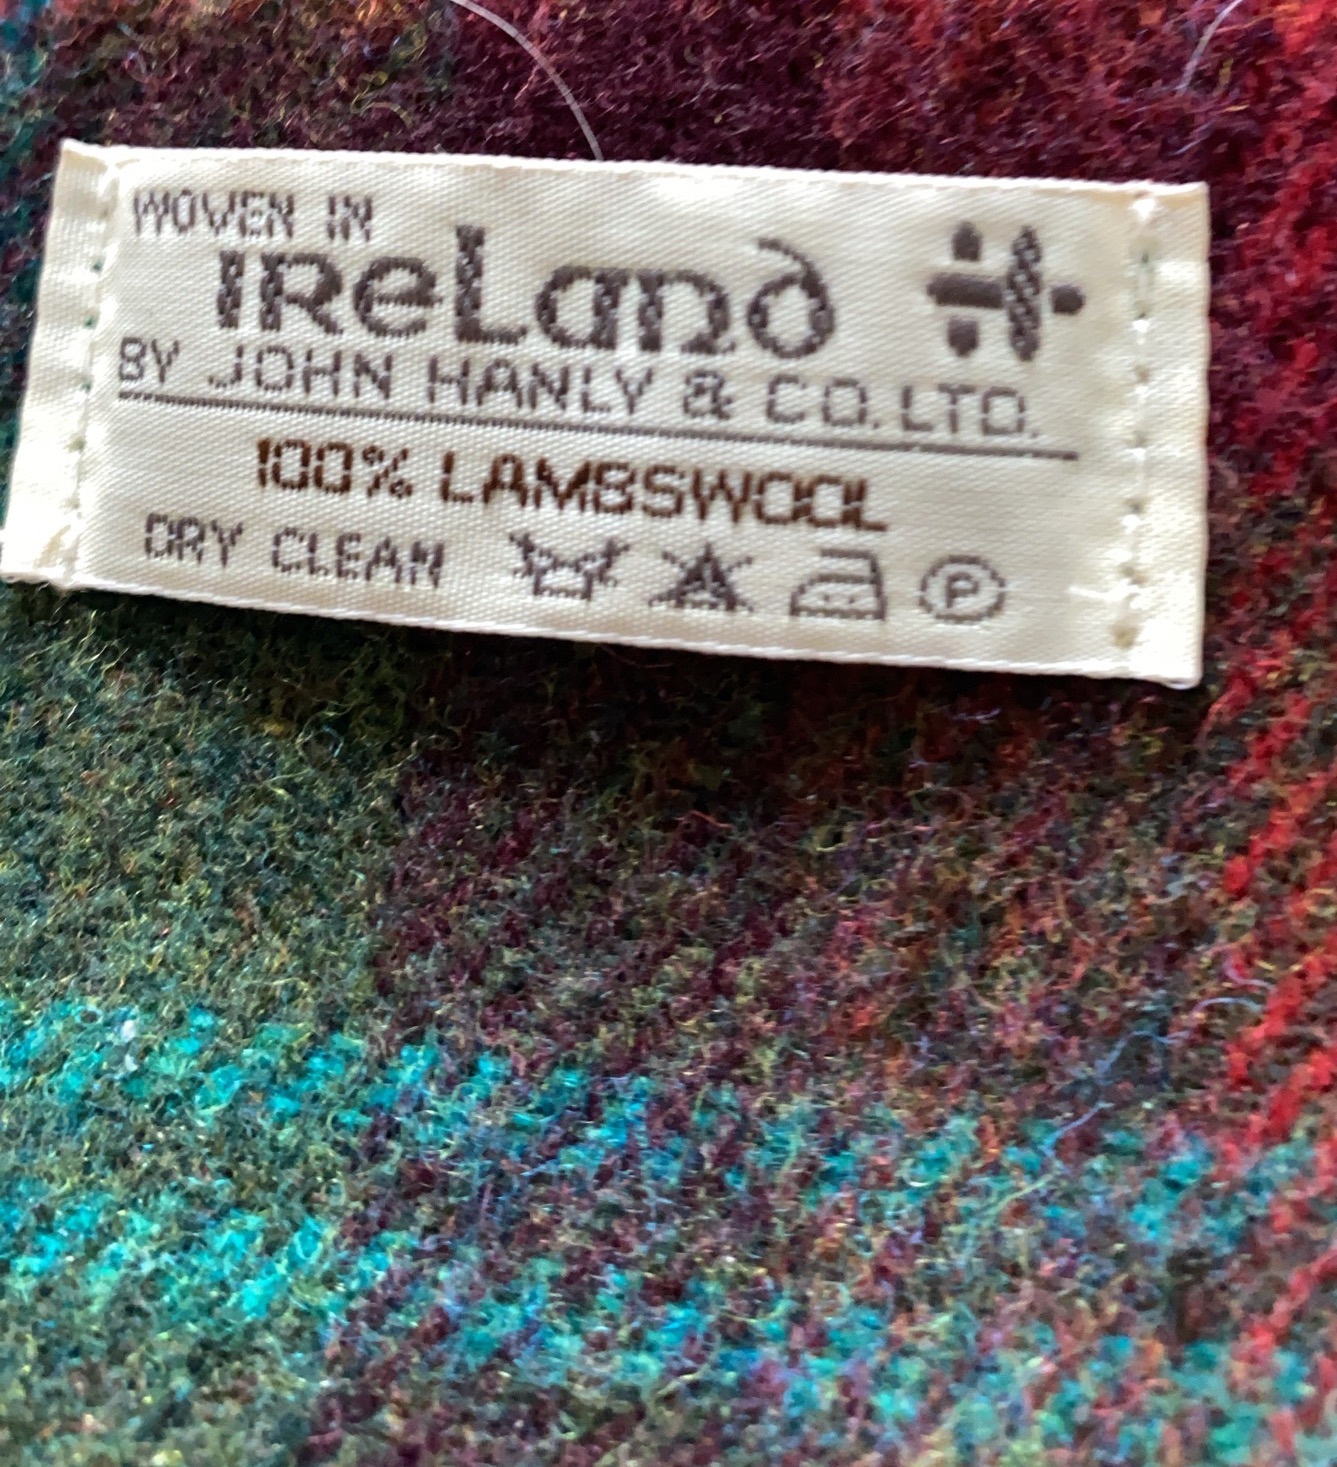 WOVEN IN
IReLand
BY JOHN HANLY & CO. LTD.
100% LAMBSWOOL
DRY CLEAN P